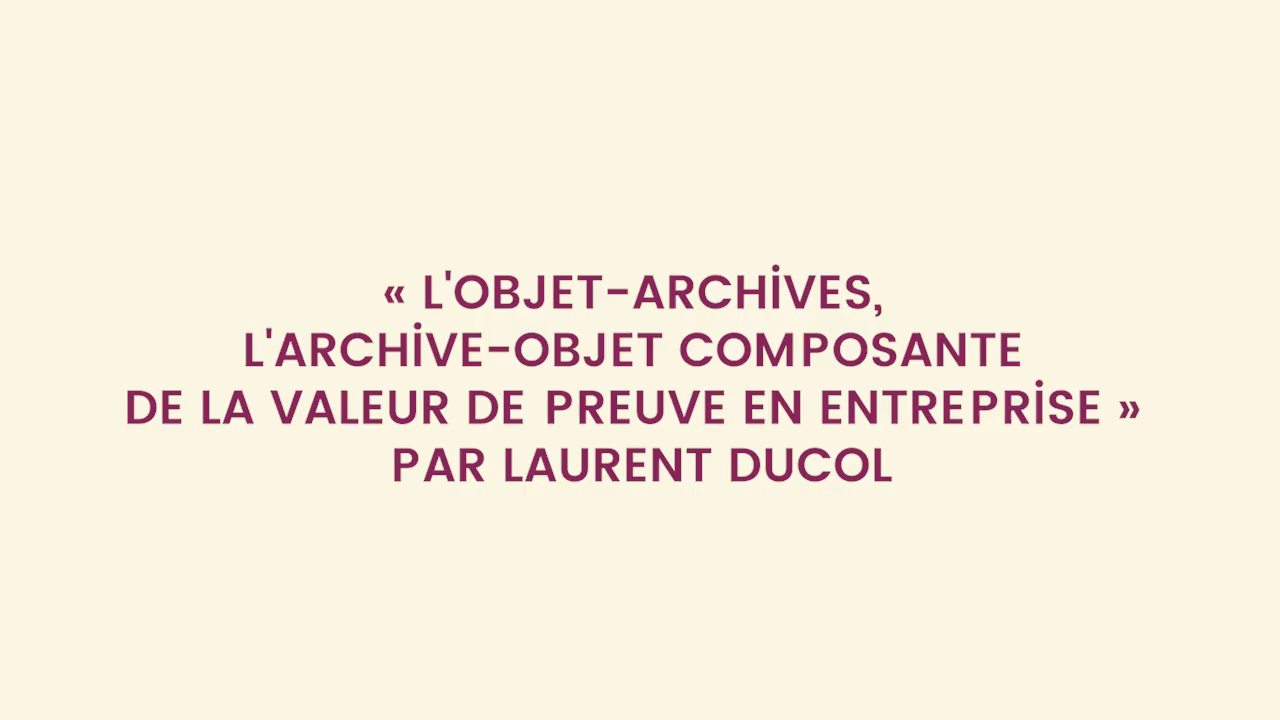 « L'OBJET-ARCHİVES,
L'ARCHİVE-OBJET COMPOSANTE
DE LA VALEUR DE PREUVE EN ENTREPRİSE »
PAR LAURENT DUCOL